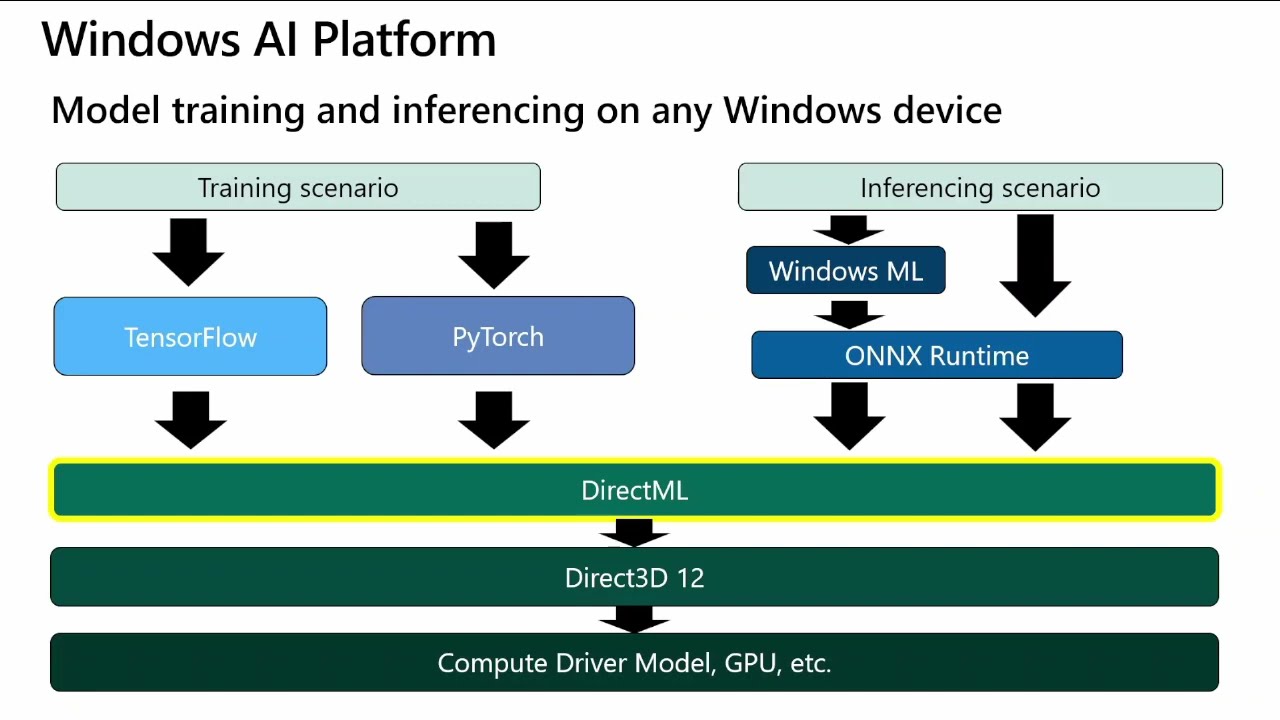 Windows AI Platform
Model training and inferencing on any Windows device
Training scenario
Inferencing scenario
Windows ML
TensorFlow
PyTorch
ONNX Runtime
DirectML
Direct3D 12
Compute Driver Model, GPU, etc.